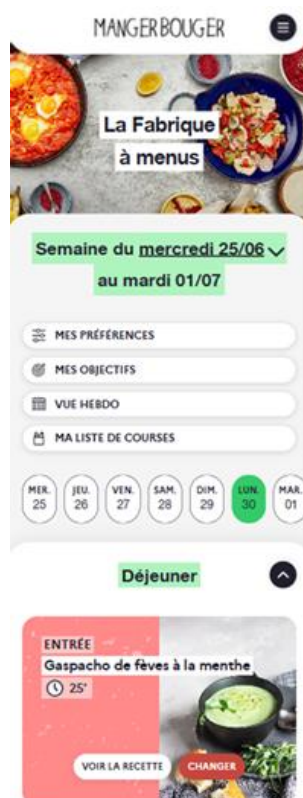 MANGERBOUGER
La Fabrique
à menus
Semaine du mercredi 25/06
au mardi 01/07
MES PRÉFÉRENCES
MES OBJECTIFS
VUE HEBDO
MA LISTE DE COURSES
MER. JEU. VEN. SAM. DIM. LUN. MAR.
25 26 27 28 29 30 01
Déjeuner
ENTRÉE
Gaspacho de fèves à la menthe
25'
VOIR LA RECETTE CHANGER